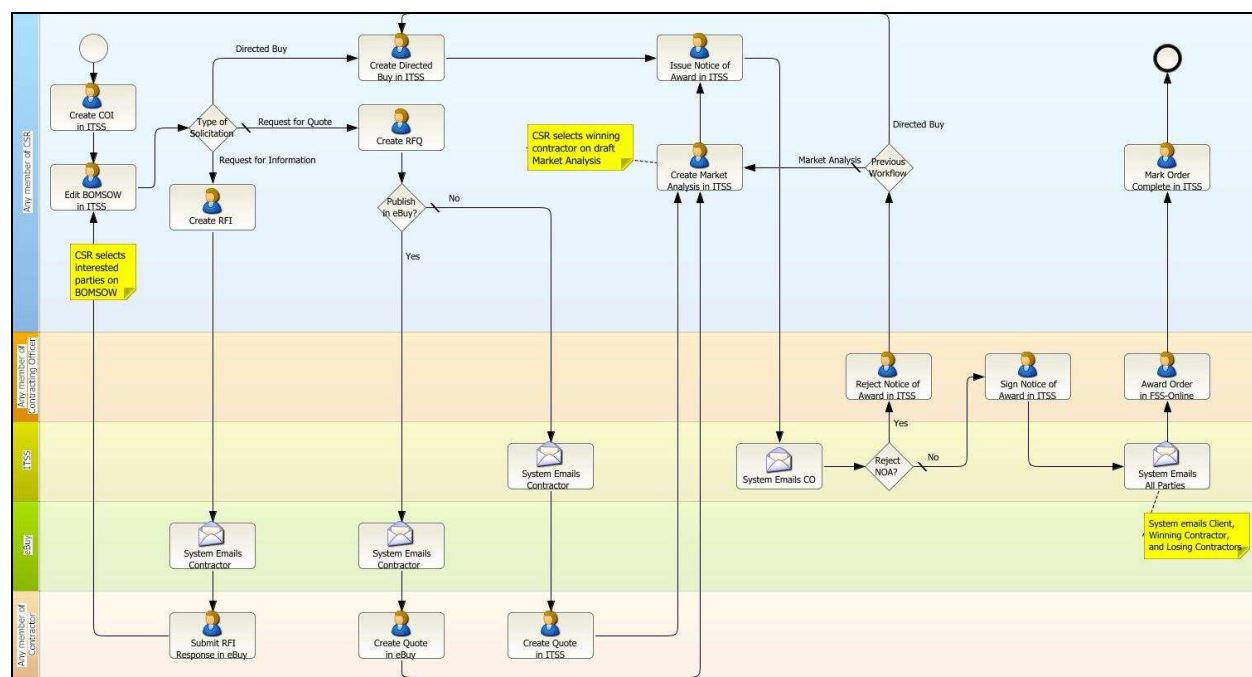 Any member of CSR
Create COI
in ITSS
Edit BOMSOW
in ITSS
CSR selects
interested
parties on
BOMSOW
Type of
Solicitation
Directed Buy
Request for Quote
Request for Information
Create RFI
Create Directed
Buy in ITSS
Create RFQ
Publish
in eBuy?
No
Yes
CSR selects winning
contractor on draft
Market Analysis
Issue Notice of
Award in ITSS
Create Market
Analysis in ITSS
Market Analysis
Previous
Workflow
Directed Buy
Mark Order
Complete in ITSS
Any member of
Contracting Officer
Reject Notice of
Award in ITSS
Sign Notice of
Award in ITSS
Award Order
in FSS-Online
ITSS
System Emails
Contractor
System Emails CO
Yes
Reject
NOA?
No
System Emails
All Parties
eBuy
System Emails
Contractor
System Emails
Contractor
System emails Client,
Winning Contractor,
and Losing Contractors
Any member of
Contractor
Submit RFI
Response in eBuy
Create Quote
in eBuy
Create Quote
in ITSS